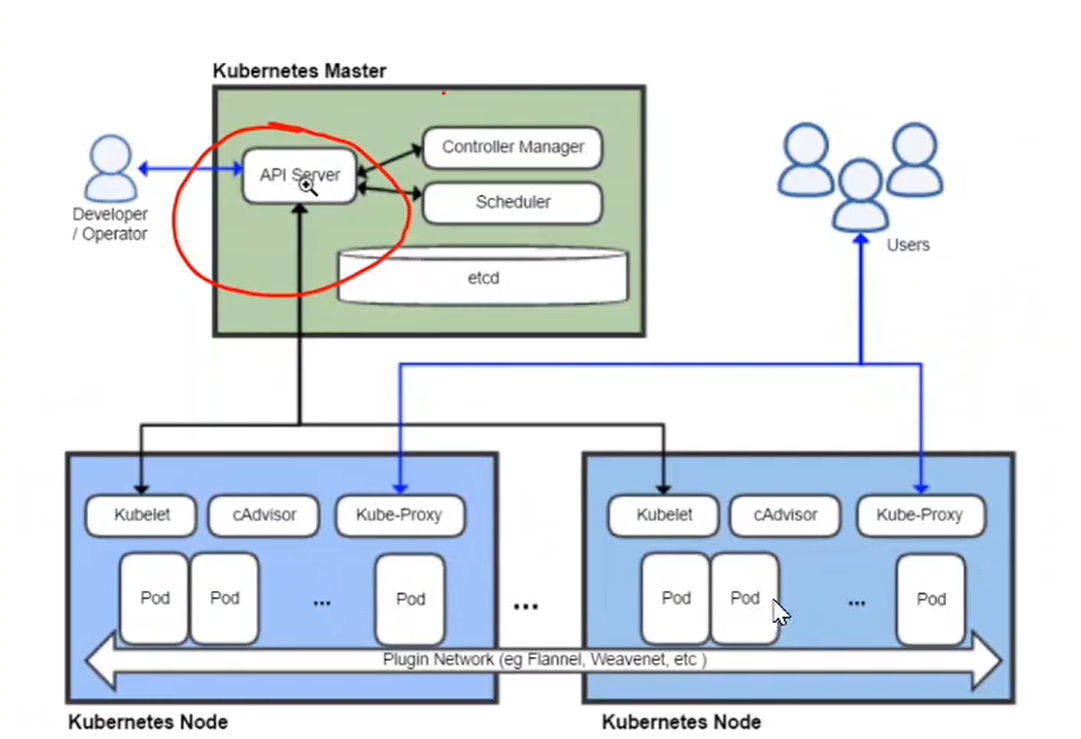 Kubernetes Master
API Server
Controller Manager
Scheduler
etcd
Developer
/ Operator
Users
Kubelet
cAdvisor
Kube-Proxy
Pod
Pod
...
Pod
...
Kubelet
cAdvisor
Kube-Proxy
Pod
Pod
...
Pod
Plugin Network (eg Flannel, Weavenet, etc )
Kubernetes Node
Kubernetes Node